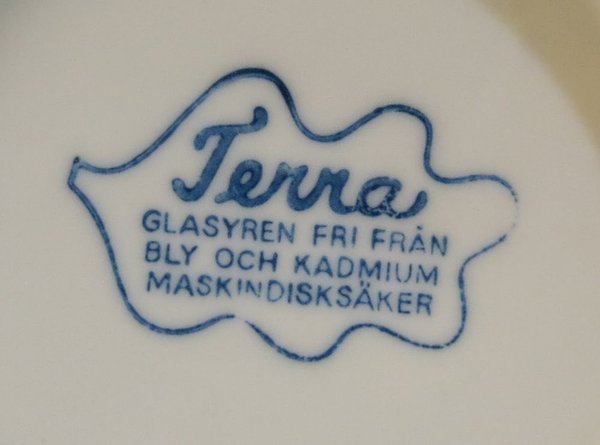 Terra
GLASYREN FRI FRÅN
BLY OCH KADMIUM
MASKINDISKSÄKER